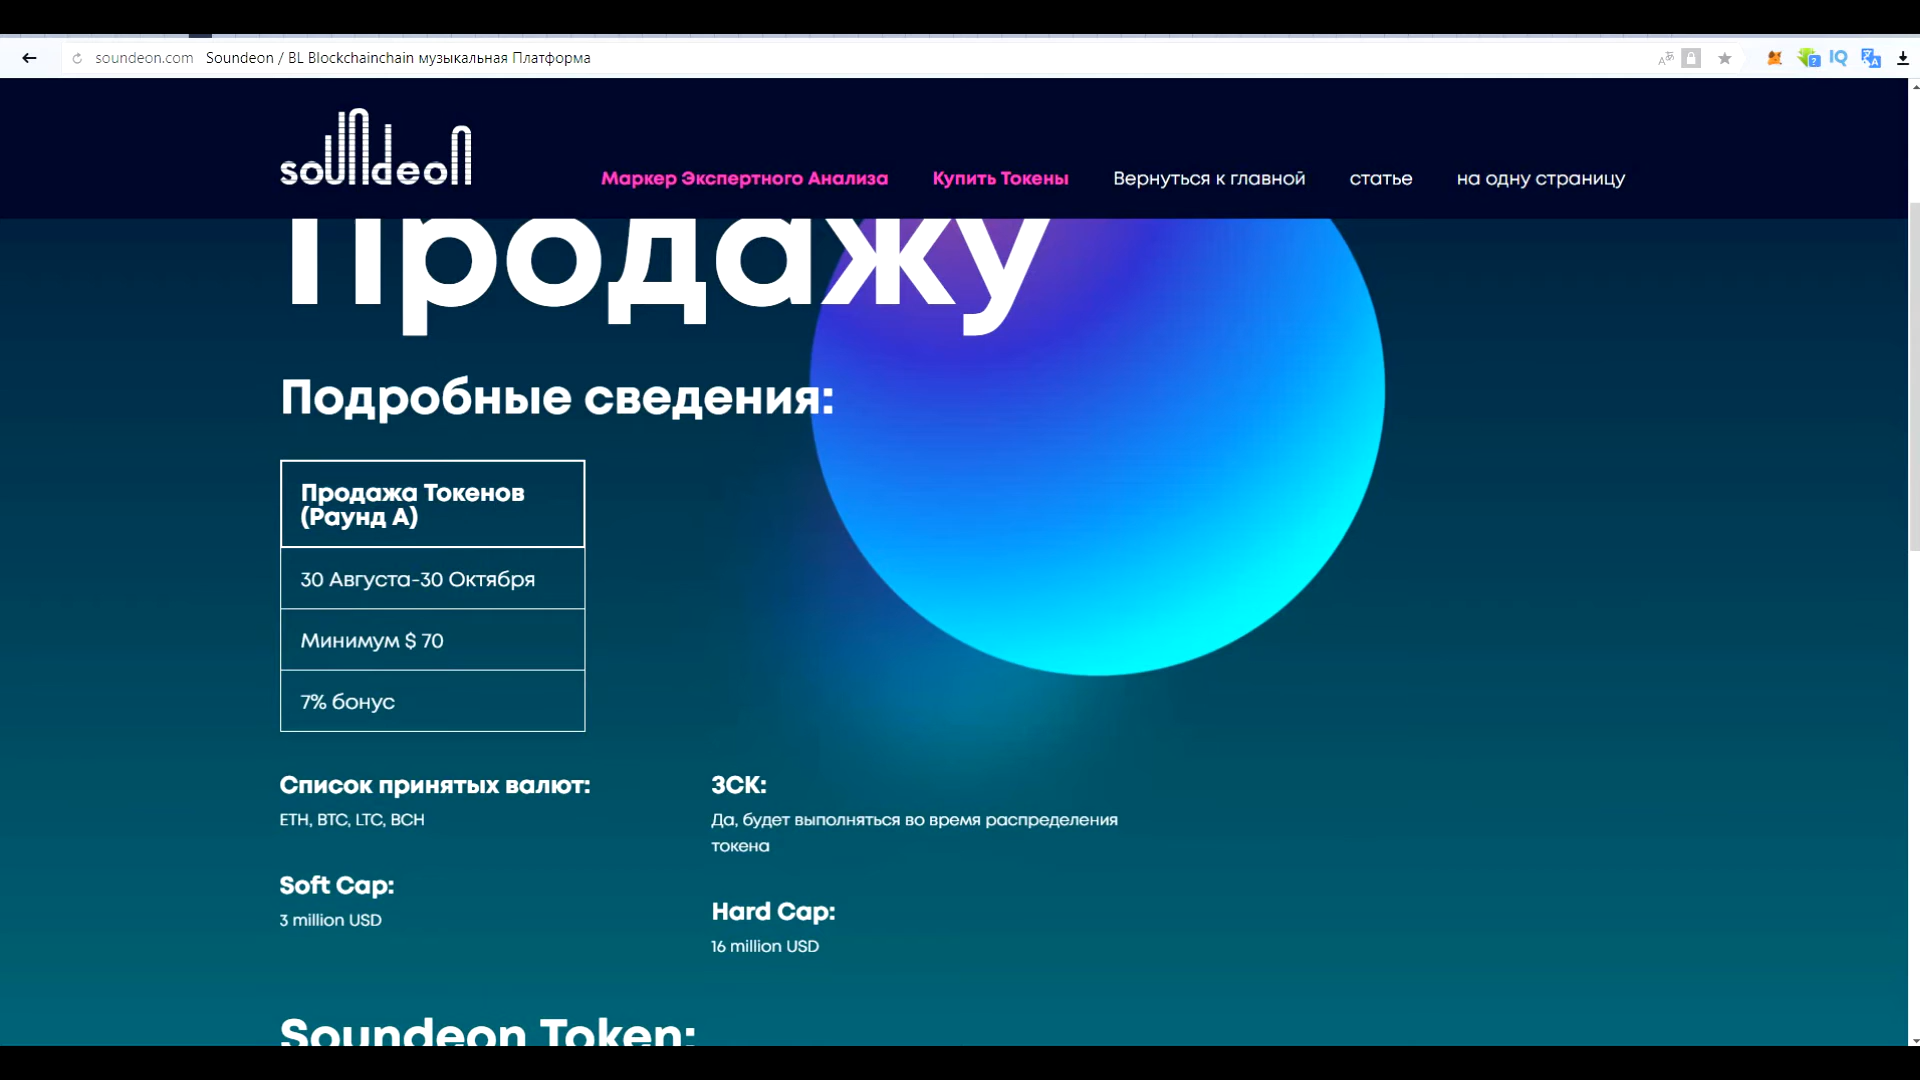 soundeon.com Soundeon / BL Blockchainchain музыкальная Платформа
soundeon
Маркер Экспертного Анализа Купить Токены Вернуться к главной статье на одну страницу
Продажу
Подробные сведения:
Продажа Токенов
(Раунд А)
30 Августа-30 Октября
Минимум $ 70
7% бонус
Список принятых валют:
ETH, BTC, LTC, BCH
Soft Cap:
3 million USD
ЗСК:
Да, будет выполняться во время распределения
токена
Hard Cap:
16 million USD
Soundeon Token: